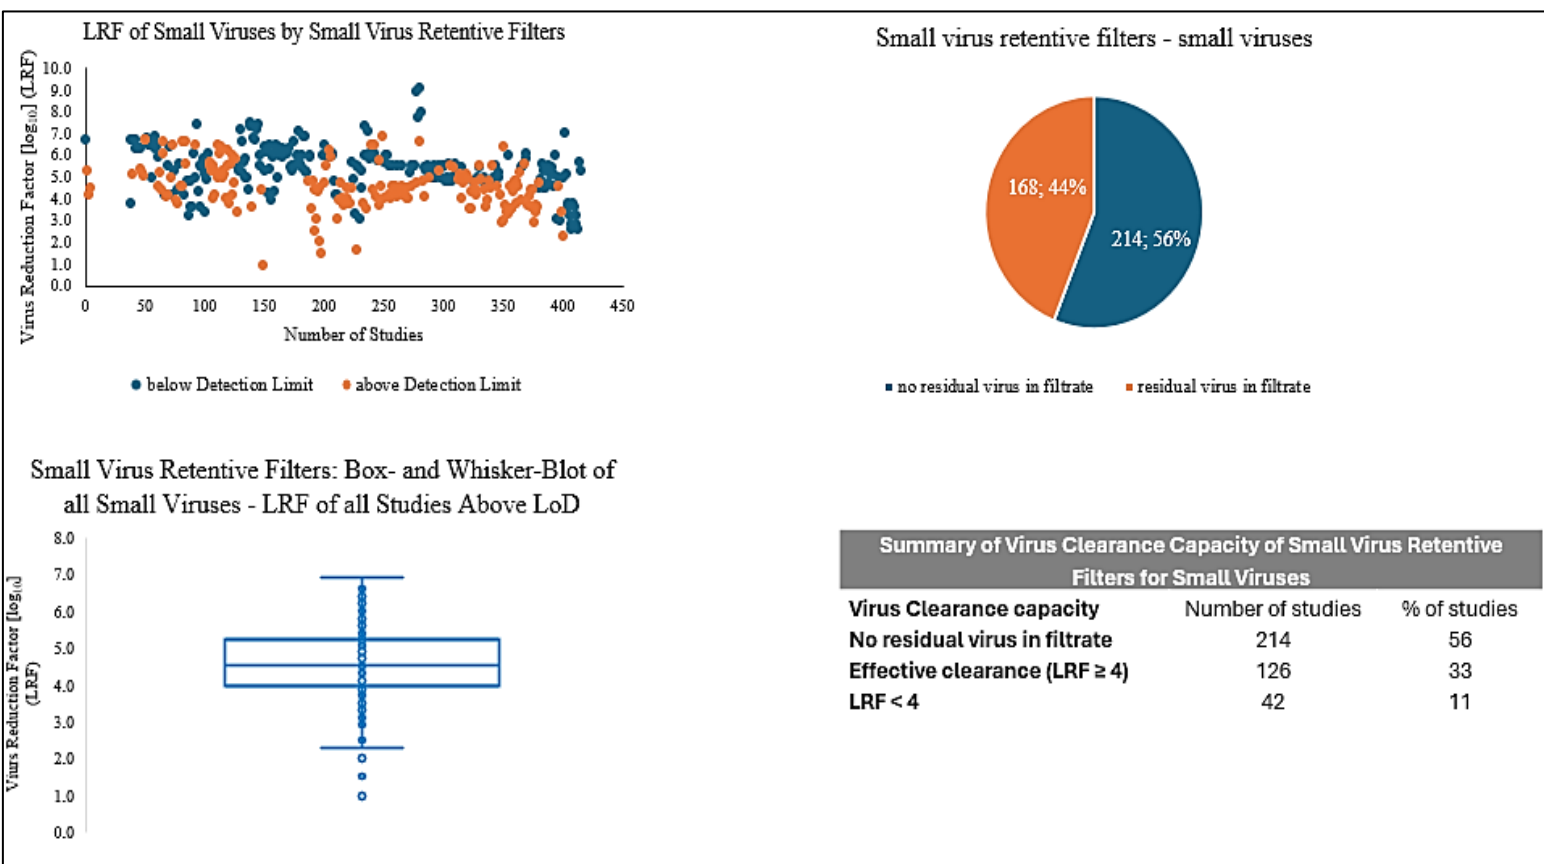 LRF of Small Viruses by Small Virus Retentive Filters
Virus Reduction Factor [log₁₀] (LRF)
10.0
9.0
8.0
7.0
6.0
5.0
4.0
3.0
2.0
1.0
0.0
0 50 100 150 200 250 300 350 400 450
Number of Studies
below Detection Limit above Detection Limit
Small virus retentive filters - small viruses
168; 44%
214; 56%
no residual virus in filtrate residual virus in filtrate
Small Virus Retentive Filters: Box- and Whisker-Blot of
all Small Viruses - LRF of all Studies Above LoD
Viurs Reduction Factor [log₁₀]
(LRF)
8.0
7.0
6.0
5.0
4.0
3.0
2.0
1.0
0.0
Summary of Virus Clearance Capacity of Small Virus Retentive
Filters for Small Viruses
Virus Clearance capacity Number of studies % of studies
No residual virus in filtrate 214 56
Effective clearance (LRF ≥ 4) 126 33
LRF < 4 42 11